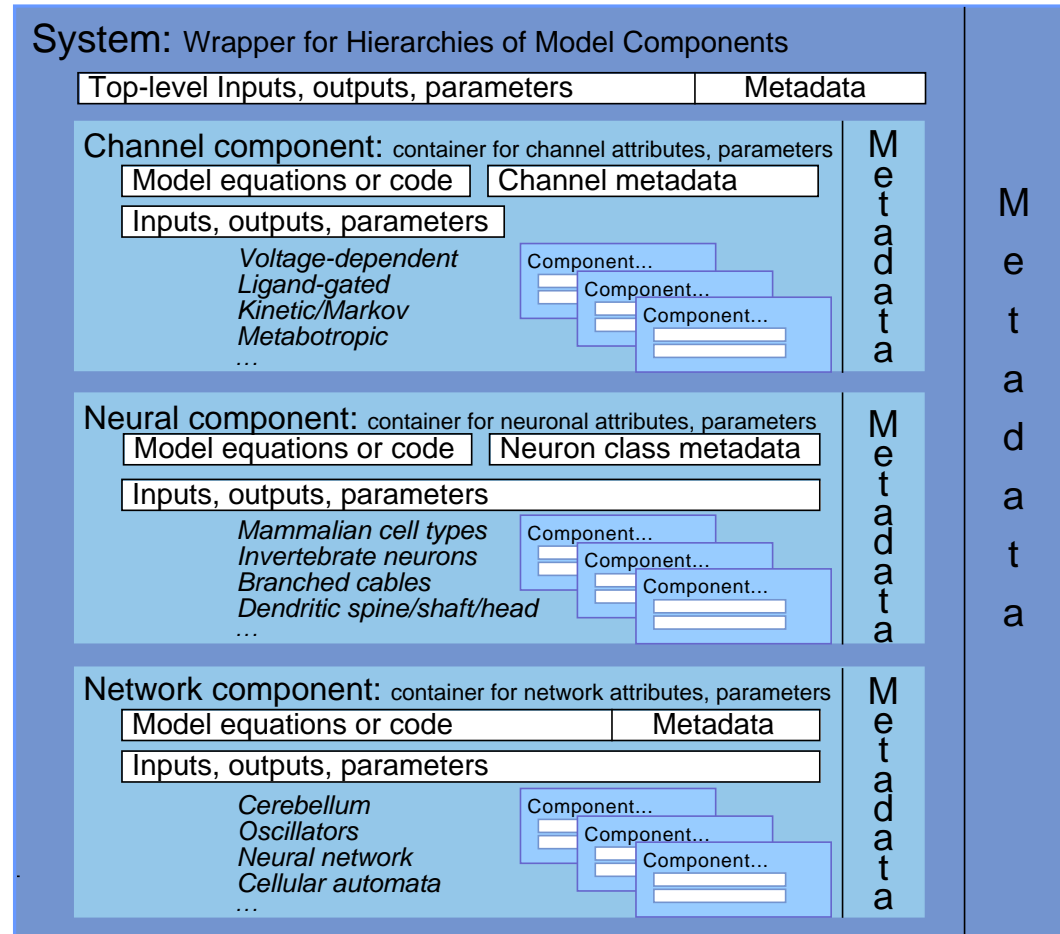 System: Wrapper for Hierarchies of Model Components
Top-level Inputs, outputs, parameters Metadata
Channel component: container for channel attributes, parameters
Model equations or code Channel metadata
Inputs, outputs, parameters
Voltage-dependent
Ligand-gated
Kinetic/Markov
Metabotropic
…
Component...
Component...
Component...
Metadata
Neural component: container for neuronal attributes, parameters
Model equations or code Neuron class metadata
Inputs, outputs, parameters
Mammalian cell types
Invertebrate neurons
Branched cables
Dendritic spine/shaft/head
…
Component...
Component...
Component...
Metadata
Network component: container for network attributes, parameters
Model equations or code Metadata
Inputs, outputs, parameters
Cerebellum
Oscillators
Neural network
Cellular automata
…
Component...
Component...
Component...
Metadata
Metadata